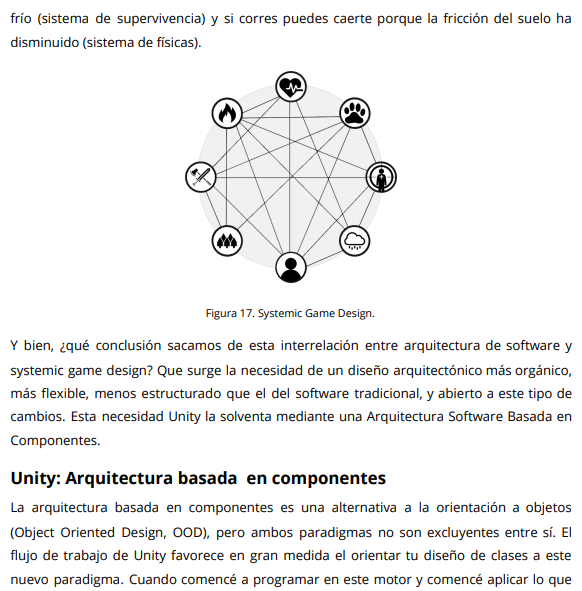 frío (sistema de supervivencia) y si corres puedes caerte porque la fricción del suelo ha
disminuido (sistema de físicas).
Figura 17. Systemic Game Design.
Y bien, ¿qué conclusión sacamos de esta interrelación entre arquitectura de software y
systemic game design? Que surge la necesidad de un diseño arquitectónico más orgánico,
más flexible, menos estructurado que el del software tradicional, y abierto a este tipo de
cambios. Esta necesidad Unity la solventa mediante una Arquitectura Software Basada en
Componentes.
Unity: Arquitectura basada  en componentes
La arquitectura basada en componentes es una alternativa a la orientación a objetos
(Object Oriented Design, OOD), pero ambos paradigmas no son excluyentes entre sí. El
flujo de trabajo de Unity favorece en gran medida el orientar tu diseño de clases a este
nuevo paradigma. Cuando comencé a programar en este motor y comencé aplicar lo que